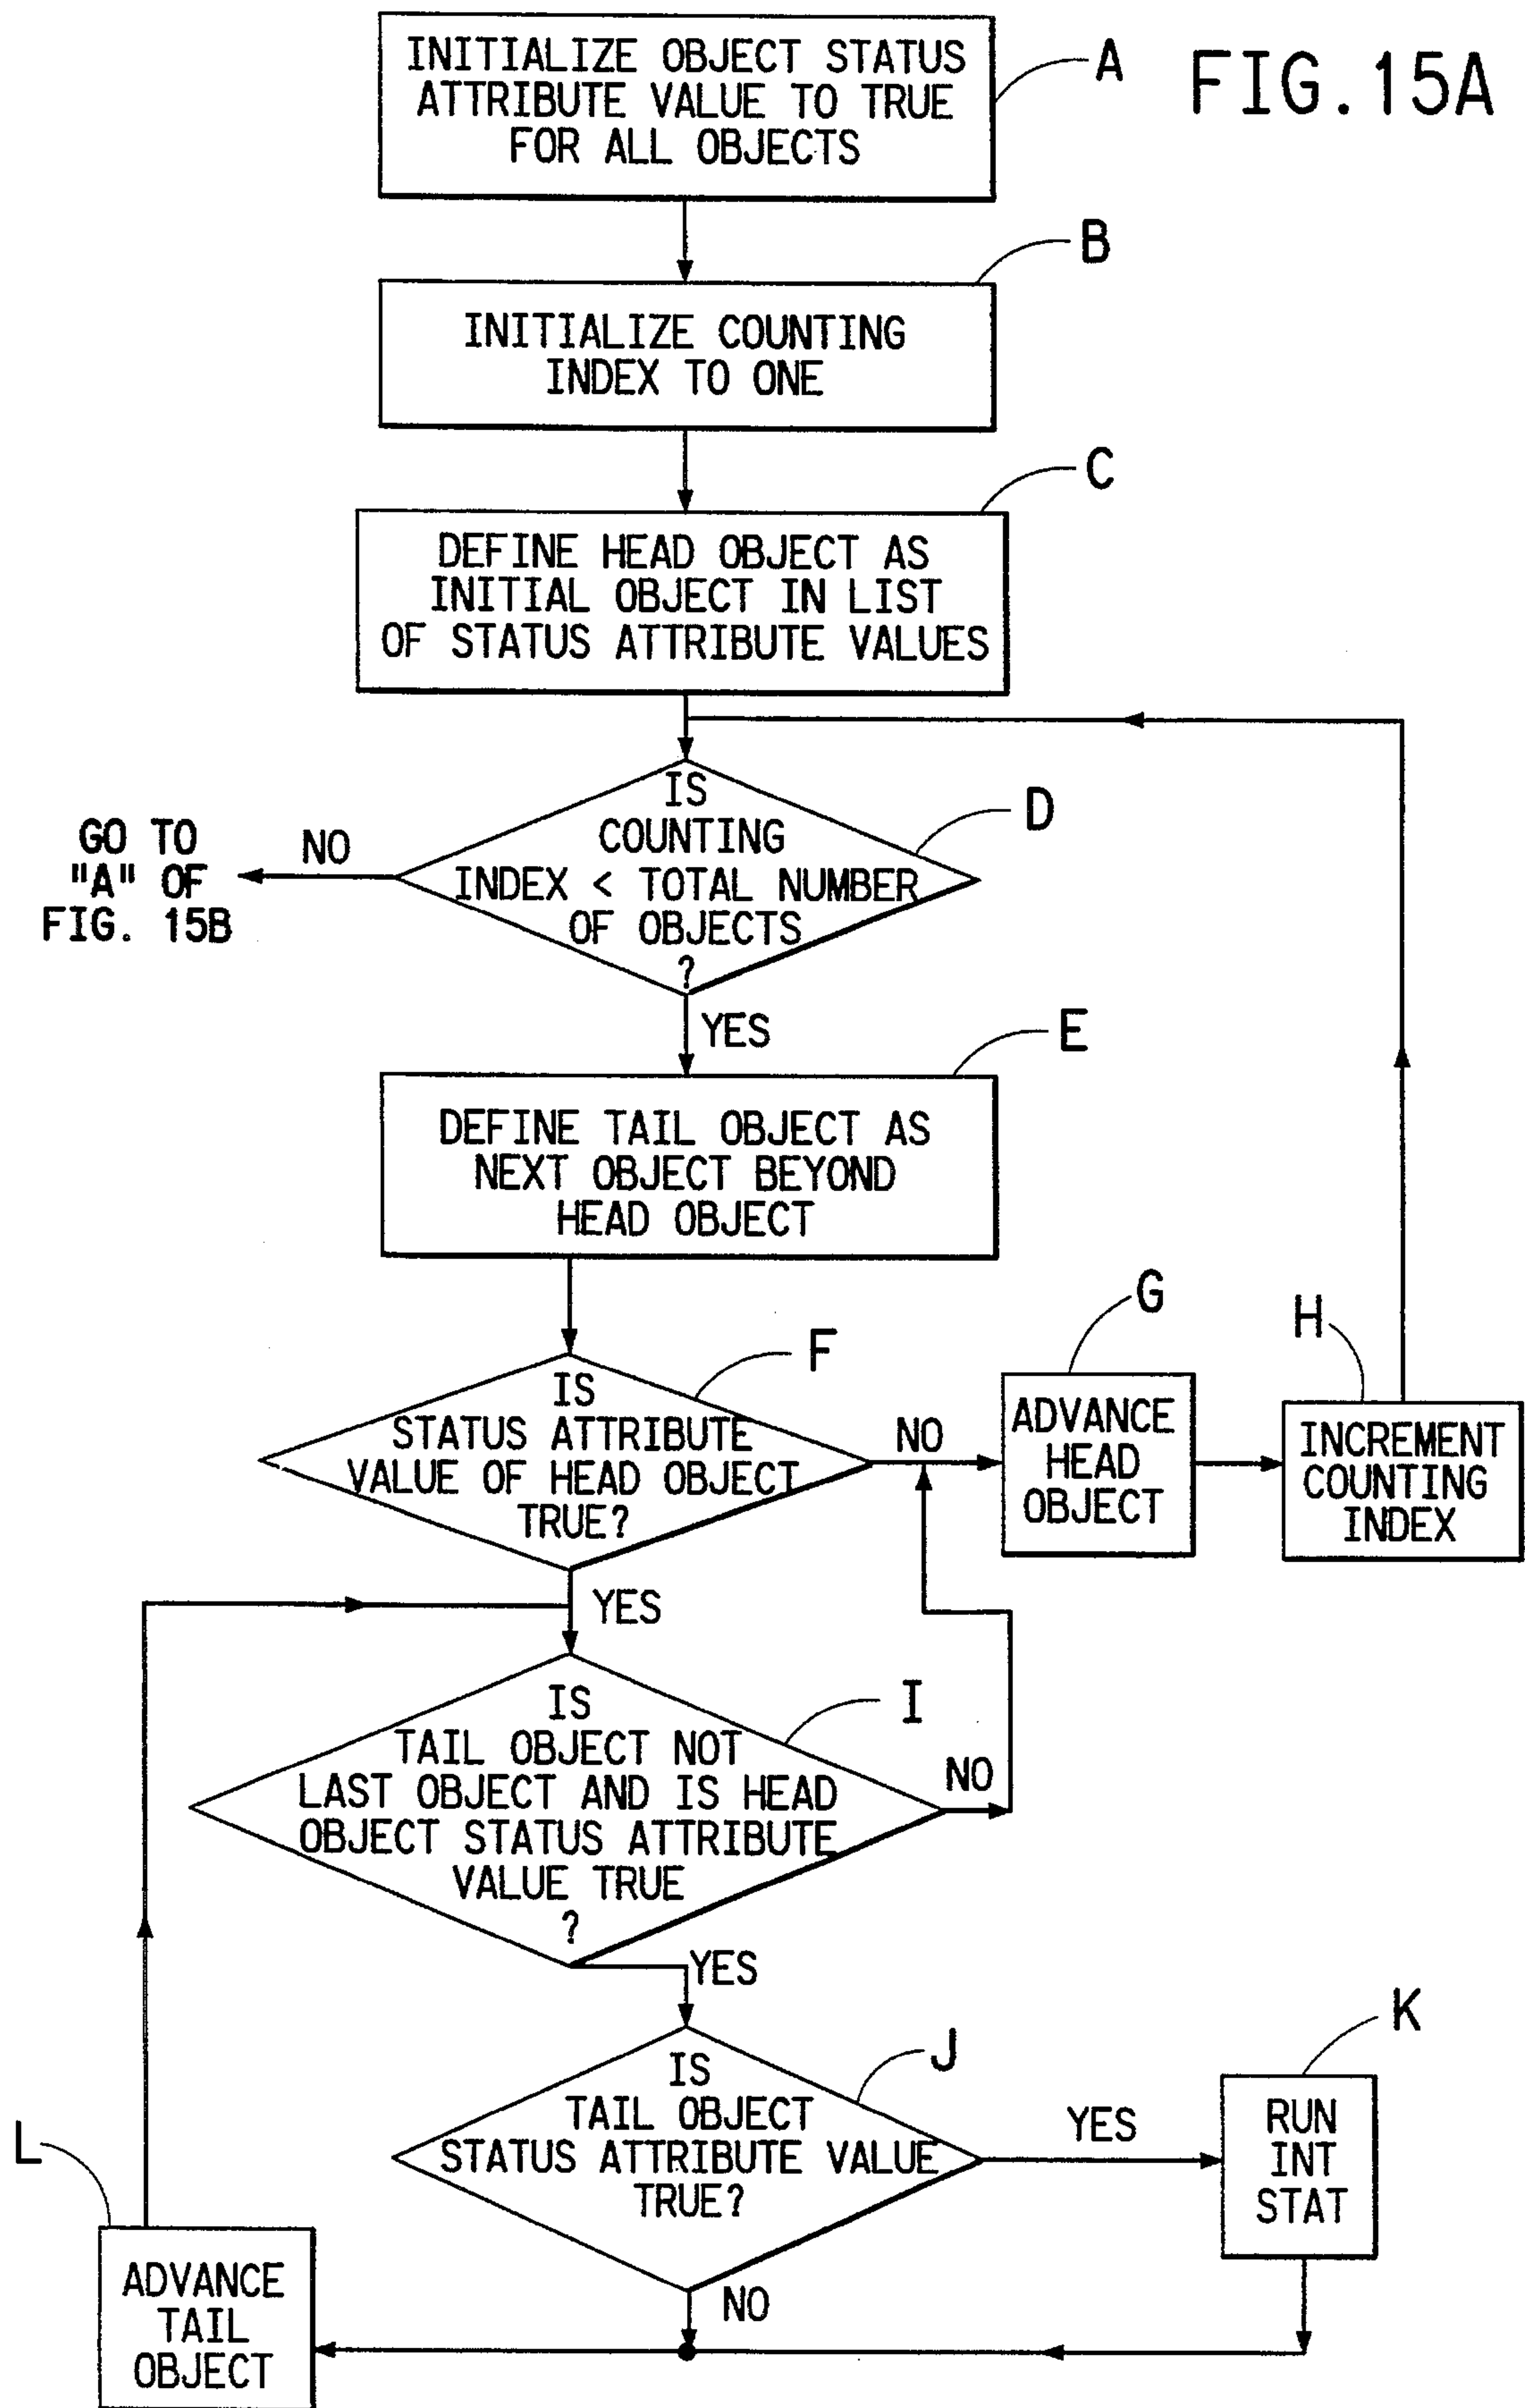 FIG.15A
INITIALIZE OBJECT STATUS
ATTRIBUTE VALUE TO TRUE
FOR ALL OBJECTS
A
INITIALIZE COUNTING
INDEX TO ONE
B
DEFINE HEAD OBJECT AS
INITIAL OBJECT IN LIST
OF STATUS ATTRIBUTE VALUES
C
IS
COUNTING
INDEX < TOTAL NUMBER
OF OBJECTS
?
D
NO
GO TO
"A" OF
FIG. 15B
YES
DEFINE TAIL OBJECT AS
NEXT OBJECT BEYOND
HEAD OBJECT
E
IS
STATUS ATTRIBUTE
VALUE OF HEAD OBJECT
TRUE?
F
NO
ADVANCE
HEAD
OBJECT
G
INCREMENT
COUNTING
INDEX
H
YES
IS
TAIL OBJECT NOT
LAST OBJECT AND IS HEAD
OBJECT STATUS ATTRIBUTE
VALUE TRUE
?
I
NO
YES
IS
TAIL OBJECT
STATUS ATTRIBUTE VALUE
TRUE?
J
YES
RUN
INT
STAT
K
NO
ADVANCE
TAIL
OBJECT
L